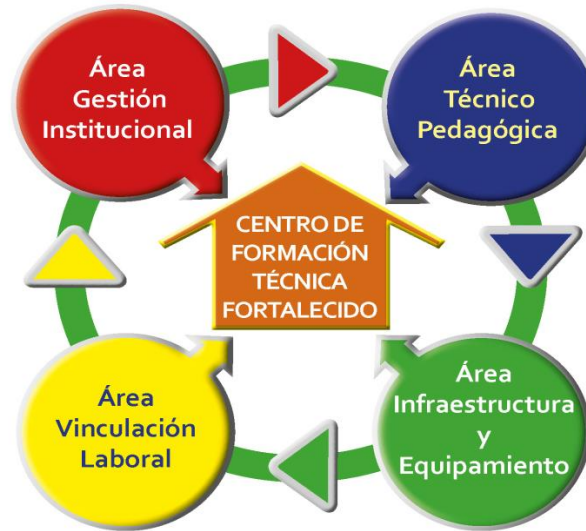 Área
Gestión
Institucional
Área
Técnico
Pedagógica
CENTRO DE
FORMACIÓN
TÉCNICA
FORTALECIDO
Área
Vinculación
Laboral
Área
Infraestructura
y
Equipamiento